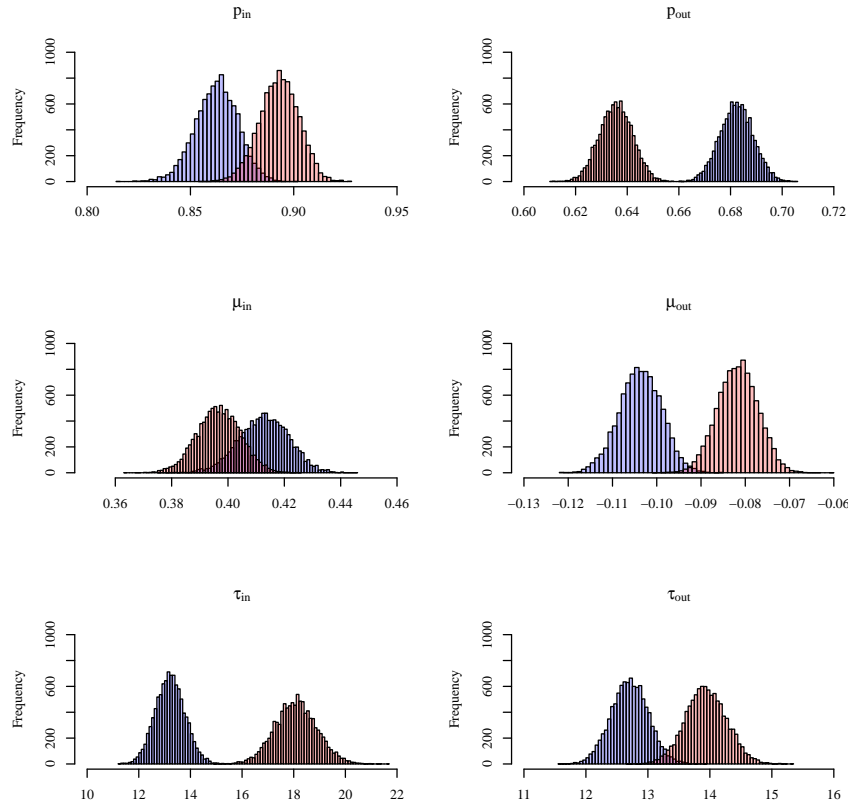 p_in
p_out
Frequency
0 200 600 1000
0.80 0.85 0.90 0.95
Frequency
0 200 600 1000
0.60 0.62 0.64 0.66 0.68 0.70 0.72
μ_in
μ_out
Frequency
0 200 600 1000
0.36 0.38 0.40 0.42 0.44 0.46
Frequency
0 200 600 1000
−0.13 −0.12 −0.11 −0.10 −0.09 −0.08 −0.07 −0.06
τ_in
τ_out
Frequency
0 200 600 1000
10 12 14 16 18 20 22
Frequency
0 200 600 1000
11 12 13 14 15 16